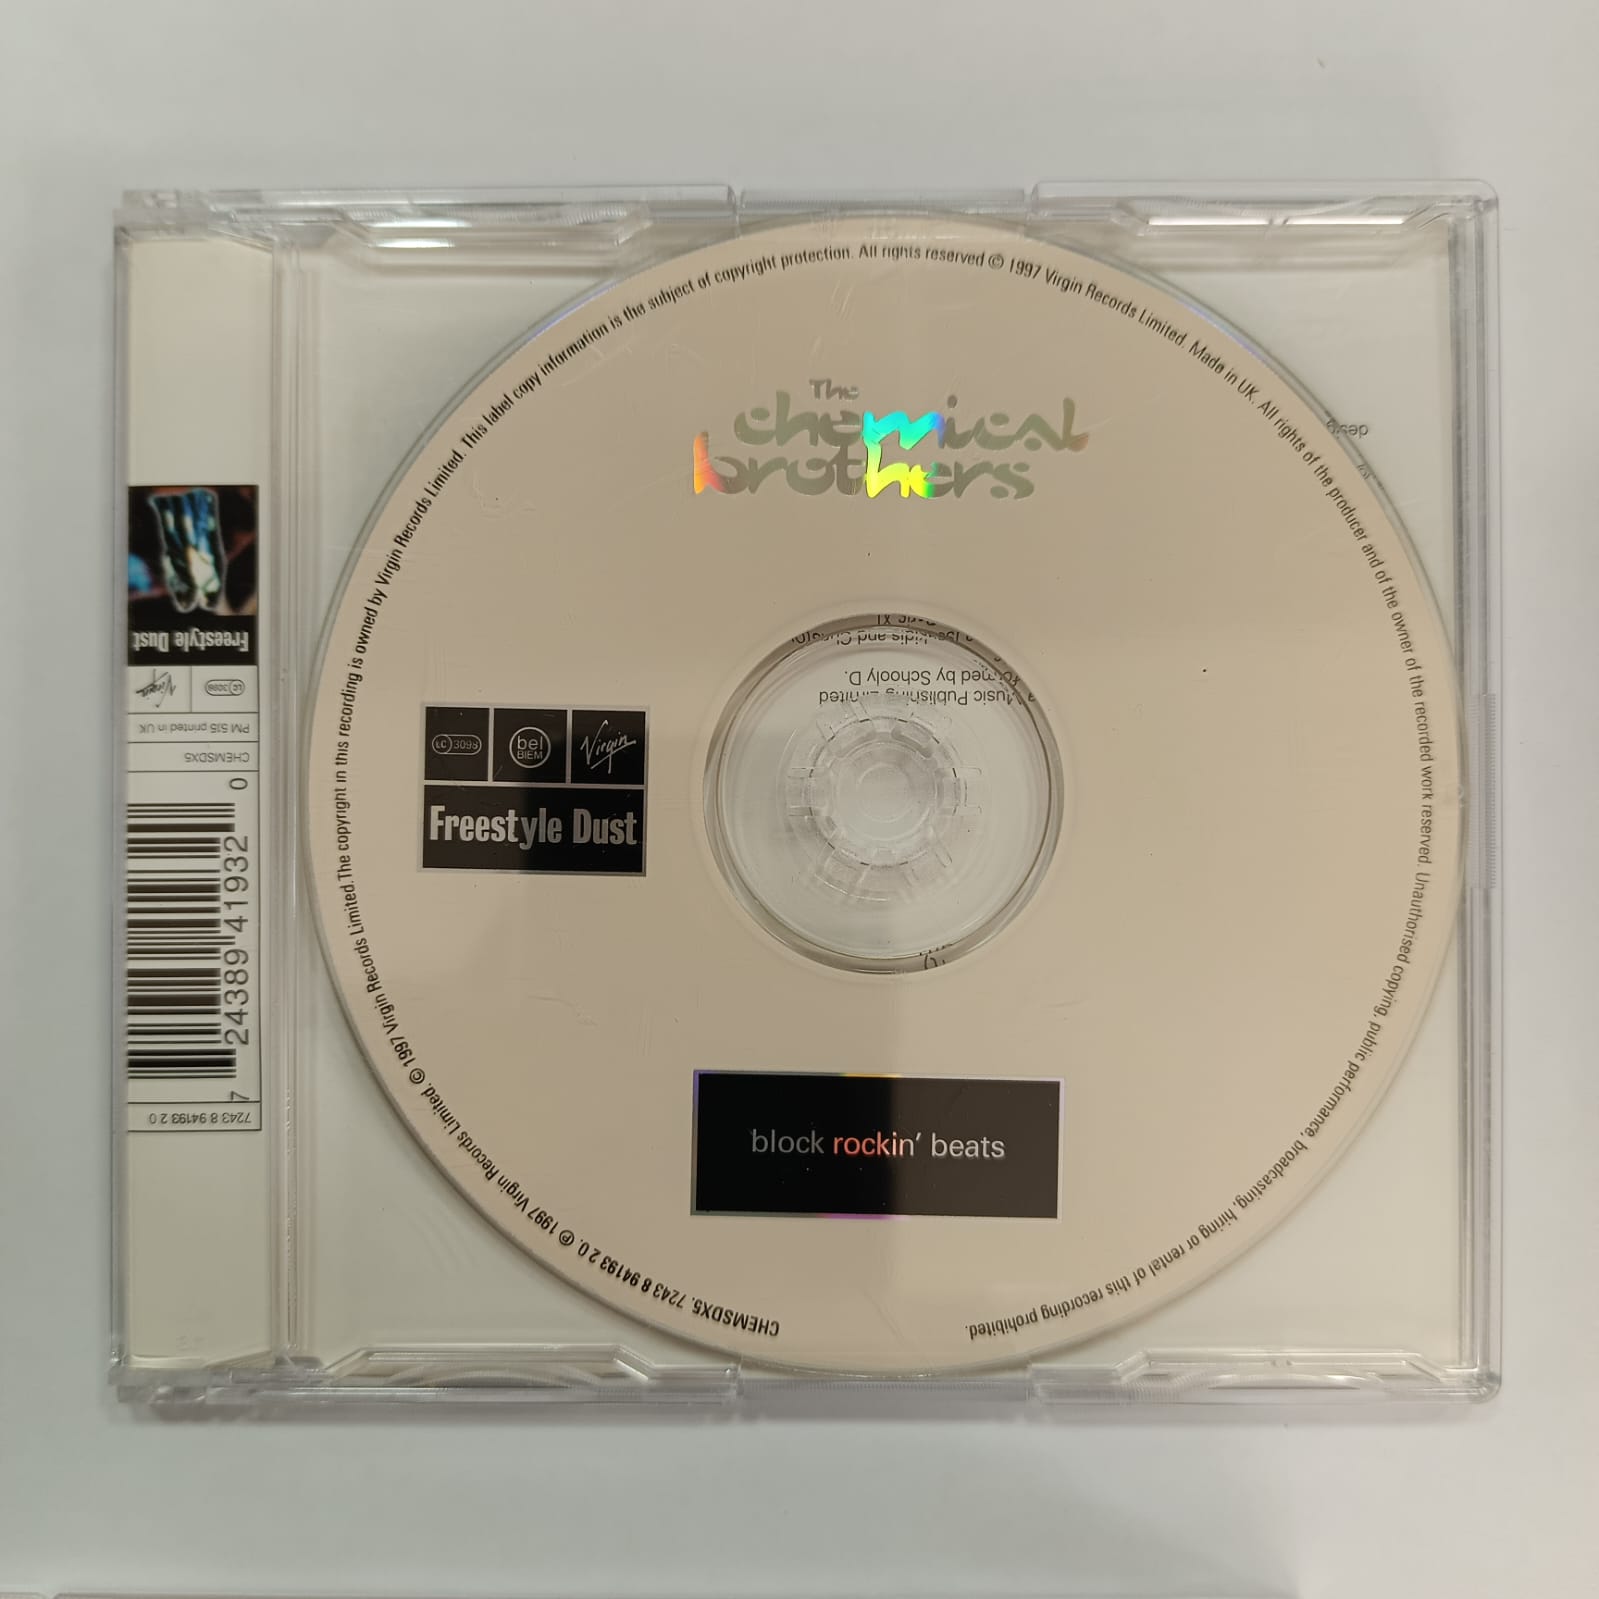 CHEMSDX5. 7243 8 94193 2 0. ℗ 1997 Virgin Records Limited. © 1997 Virgin Records Limited. The copyright in this recording is owned by Virgin Records Limited. This label copy information is the subject of copyright protection. All rights reserved © 1997 Virgin Records Limited. Made in UK. All rights of the producer and of the owner of the recorded work reserved. Unauthorised copying, public performance, broadcasting, hiring or rental of this recording prohibited.
The
chemical
brothers
LC 3098
bel
BIEM
Virgin
Freestyle Dust
block rockin' beats
Music Publishing Limited
formed by Schooly D.
Freestyle Dust
LC 3098
Virgin
PM 515 printed in UK
CHEMSDX5
7 24389 41932 0
7243 8 94193 2 0